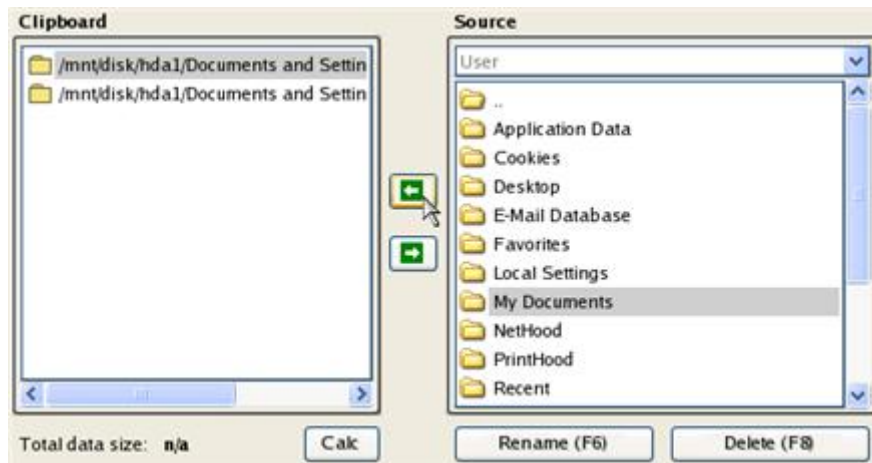 Clipboard
/mnt/disk/hda1/Documents and Settin
/mnt/disk/hda1/Documents and Settin
Total data size: n/a
Calc
Source
User
..
Application Data
Cookies
Desktop
E-Mail Database
Favorites
Local Settings
My Documents
NetHood
PrintHood
Recent
Rename (F6)
Delete (F8)